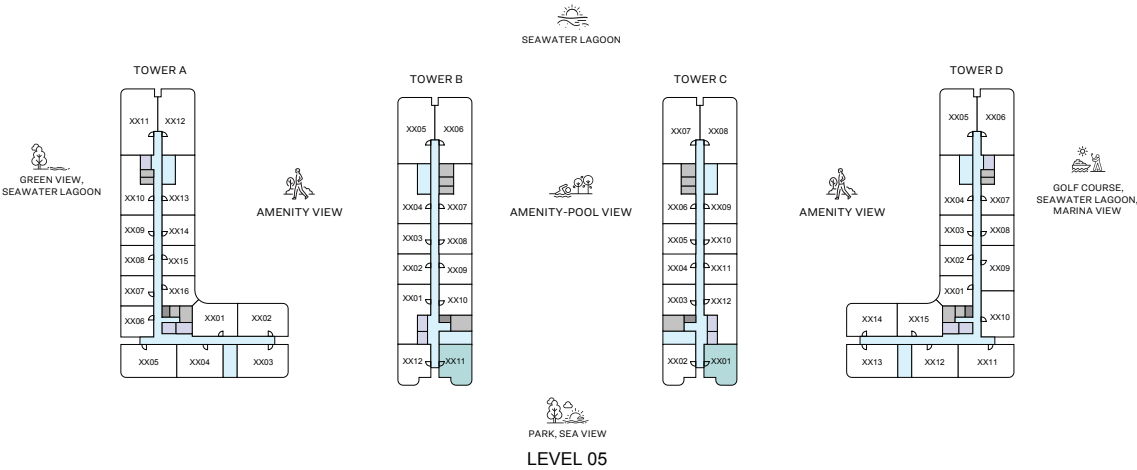 SEAWATER LAGOON
TOWER A
TOWER B
TOWER C
TOWER D
XX11 XX12
XX05 XX06
XX07 XX08
XX05 XX06
GREEN VIEW,
SEAWATER LAGOON
AMENITY VIEW
AMENITY-POOL VIEW
AMENITY VIEW
GOLF COURSE,
SEAWATER LAGOON,
MARINA VIEW
XX10 XX13
XX04 XX07
XX06 XX09
XX04 XX07
XX09 XX14
XX03 XX08
XX05 XX10
XX03 XX08
XX08 XX15
XX02 XX09
XX04 XX11
XX02 XX09
XX07 XX16
XX01 XX10
XX03 XX12
XX01
XX06 XX01 XX02
XX14 XX15 XX10
XX05 XX04 XX03
XX12 XX11
XX02 XX01
XX13 XX12 XX11
PARK, SEA VIEW
LEVEL 05